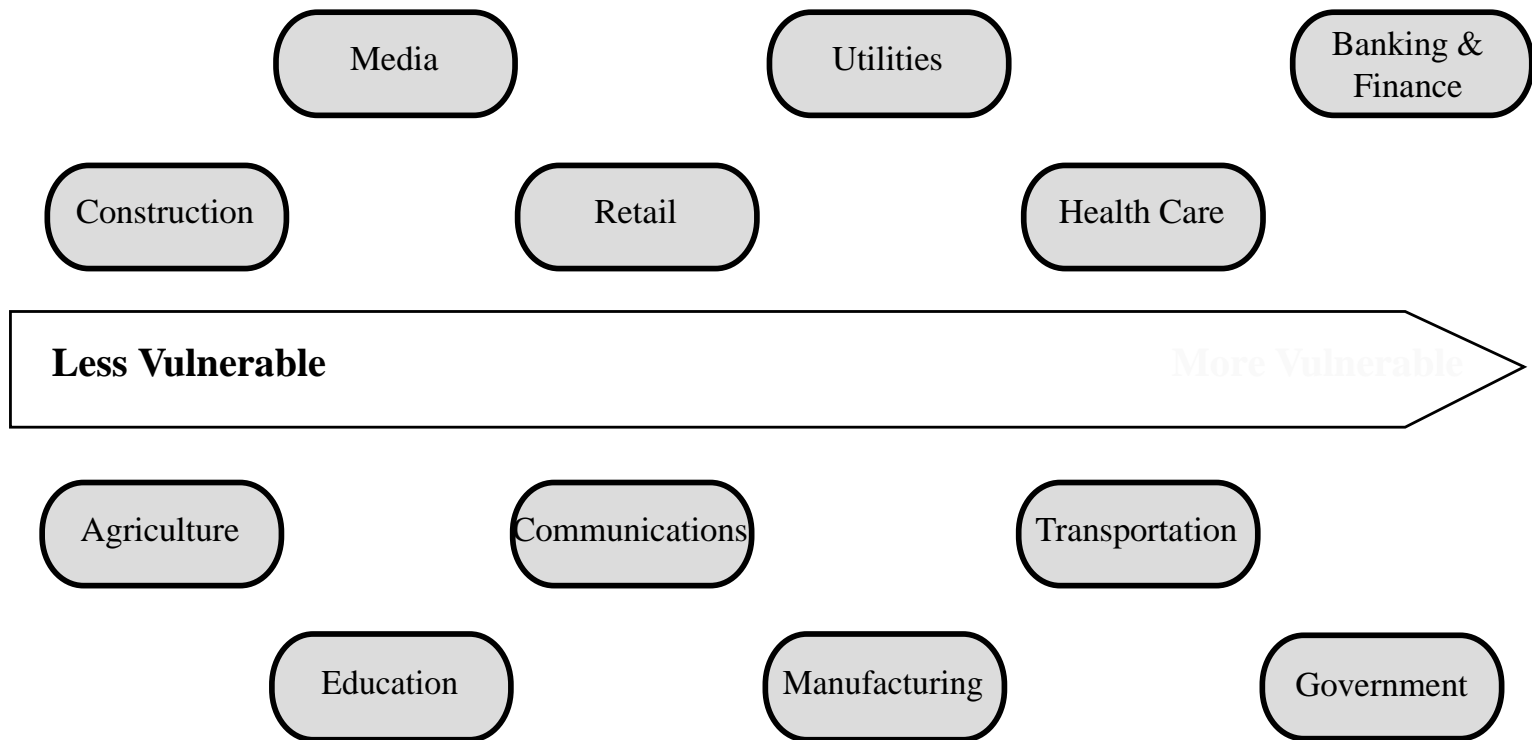 Media
Utilities
Banking &
Finance
Construction
Retail
Health Care
Less Vulnerable
More Vulnerable
Agriculture
Communications
Transportation
Education
Manufacturing
Government